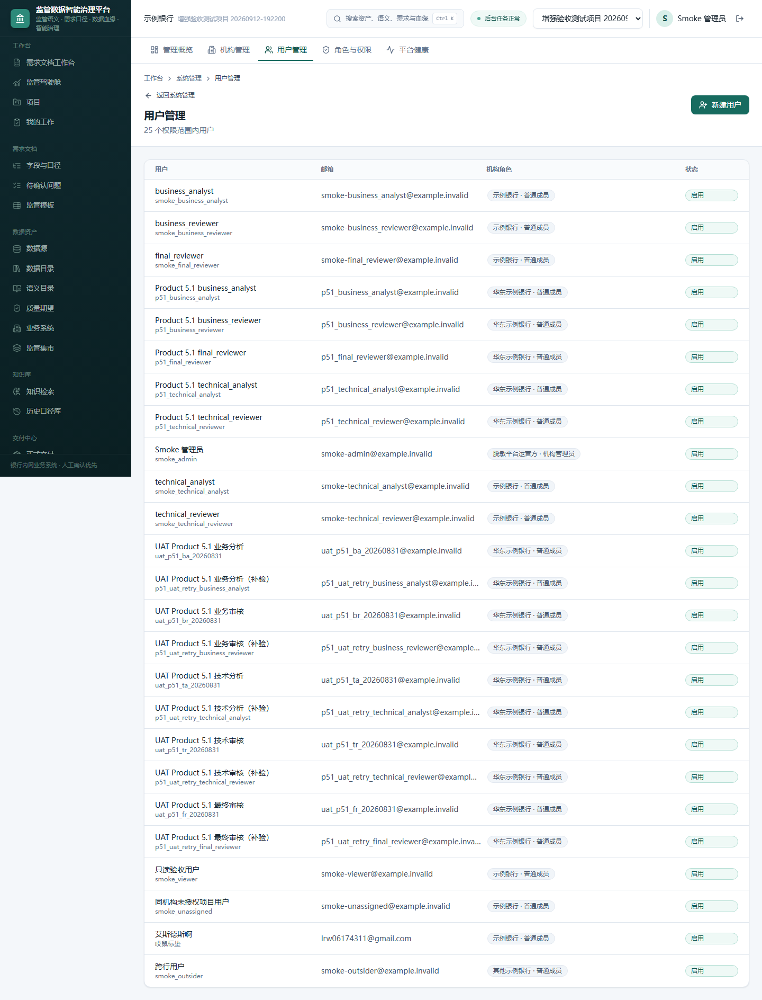 监管数据智能治理平台
监管语义 · 需求口径 · 数据血缘 ·
智能治理
工作台
需求文档工作台
监管驾驶舱
项目
我的工作
需求文档
字段与口径
待确认问题
监管模板
数据资产
数据源
数据目录
语义目录
质量期望
业务系统
监管集市
知识库
知识检索
历史口径库
交付中心
正式交付
银行内网业务系统 · 人工确认优先
示例银行 增强验收测试项目 20260912-192200
搜索资产、语义、需求与血缘 Ctrl K
后台任务正常
增强验收测试项目 202609
S Smoke 管理员
管理概览 机构管理 用户管理 角色与权限 平台健康
工作台 > 系统管理 > 用户管理
← 返回系统管理
用户管理
25 个权限范围内用户
新建用户
用户 邮箱 机构角色 状态
business_analyst
smoke_business_analyst
smoke-business_analyst@example.invalid 示例银行 · 普通成员 启用
business_reviewer
smoke_business_reviewer
smoke-business_reviewer@example.invalid 示例银行 · 普通成员 启用
final_reviewer
smoke_final_reviewer
smoke-final_reviewer@example.invalid 示例银行 · 普通成员 启用
Product 5.1 business_analyst
p51_business_analyst
p51_business_analyst@example.invalid 华东示例银行 · 普通成员 启用
Product 5.1 business_reviewer
p51_business_reviewer
p51_business_reviewer@example.invalid 华东示例银行 · 普通成员 启用
Product 5.1 final_reviewer
p51_final_reviewer
p51_final_reviewer@example.invalid 华东示例银行 · 普通成员 启用
Product 5.1 technical_analyst
p51_technical_analyst
p51_technical_analyst@example.invalid 华东示例银行 · 普通成员 启用
Product 5.1 technical_reviewer
p51_technical_reviewer
p51_technical_reviewer@example.invalid 华东示例银行 · 普通成员 启用
Smoke 管理员
smoke_admin
smoke-admin@example.invalid 脱敏平台运营方 · 机构管理员 启用
technical_analyst
smoke_technical_analyst
smoke-technical_analyst@example.invalid 示例银行 · 普通成员 启用
technical_reviewer
smoke_technical_reviewer
smoke-technical_reviewer@example.invalid 示例银行 · 普通成员 启用
UAT Product 5.1 业务分析
uat_p51_ba_20260831
uat_p51_ba_20260831@example.invalid 华东示例银行 · 普通成员 启用
UAT Product 5.1 业务分析（补验）
p51_uat_retry_business_analyst
p51_uat_retry_business_analyst@example.i... 华东示例银行 · 普通成员 启用
UAT Product 5.1 业务审核
uat_p51_br_20260831
uat_p51_br_20260831@example.invalid 华东示例银行 · 普通成员 启用
UAT Product 5.1 业务审核（补验）
p51_uat_retry_business_reviewer
p51_uat_retry_business_reviewer@example... 华东示例银行 · 普通成员 启用
UAT Product 5.1 技术分析
uat_p51_ta_20260831
uat_p51_ta_20260831@example.invalid 华东示例银行 · 普通成员 启用
UAT Product 5.1 技术分析（补验）
p51_uat_retry_technical_analyst
p51_uat_retry_technical_analyst@example.i... 华东示例银行 · 普通成员 启用
UAT Product 5.1 技术审核
uat_p51_tr_20260831
uat_p51_tr_20260831@example.invalid 华东示例银行 · 普通成员 启用
UAT Product 5.1 技术审核（补验）
p51_uat_retry_technical_reviewer
p51_uat_retry_technical_reviewer@exampl... 华东示例银行 · 普通成员 启用
UAT Product 5.1 最终审核
uat_p51_fr_20260831
uat_p51_fr_20260831@example.invalid 华东示例银行 · 普通成员 启用
UAT Product 5.1 最终审核（补验）
p51_uat_retry_final_reviewer
p51_uat_retry_final_reviewer@example.inva... 华东示例银行 · 普通成员 启用
只读验收用户
smoke_viewer
smoke-viewer@example.invalid 示例银行 · 普通成员 启用
同机构未授权项目用户
smoke_unassigned
smoke-unassigned@example.invalid 示例银行 · 普通成员 启用
艾斯德斯啊
哎鼠标垫
lrw06174311@gmail.com 示例银行 · 普通成员 启用
跨行用户
smoke_outsider
smoke-outsider@example.invalid 其他示例银行 · 普通成员 启用